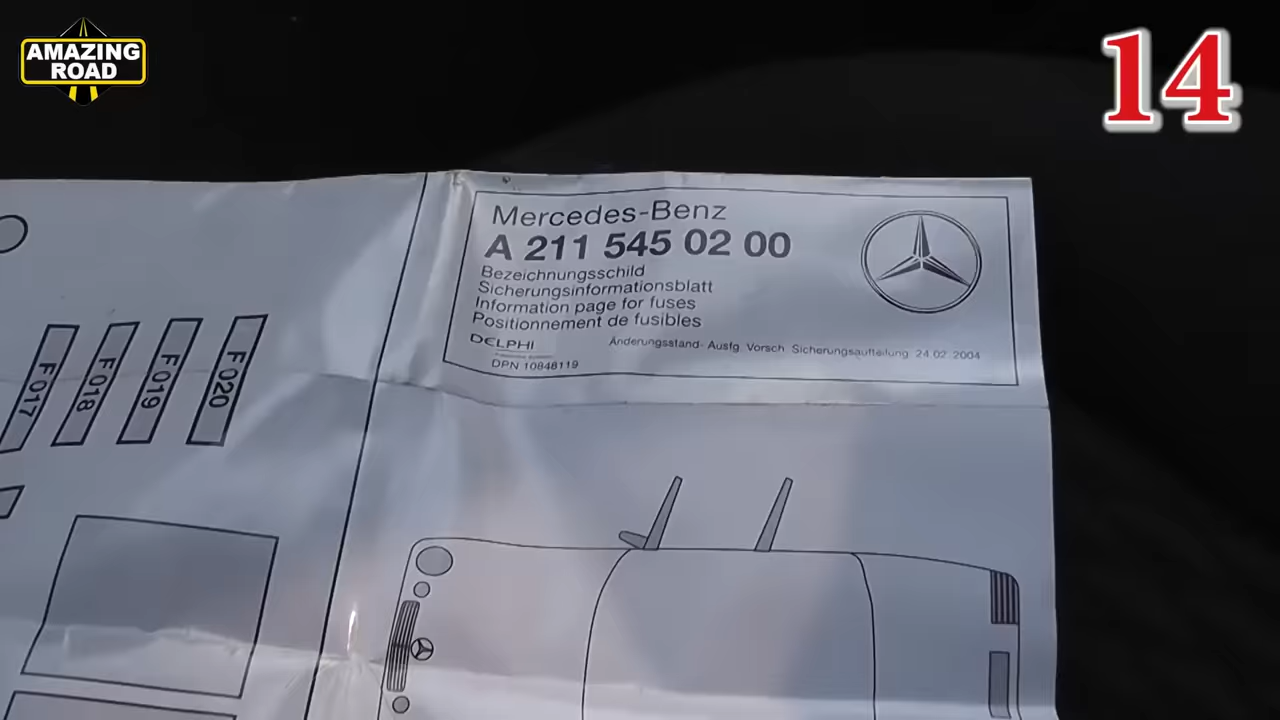 AMAZING
ROAD
14
Mercedes-Benz
A 211 545 02 00
Bezeichnungsschild
Sicherungsinformationsblatt
Information page for fuses
Positionnement de fusibles
DELPHI
Änderungsstand- Ausfg. Vorsch. Sicherungsaufteilung 24.02.2004
DPN 10848119
F017
F018
F019
F020